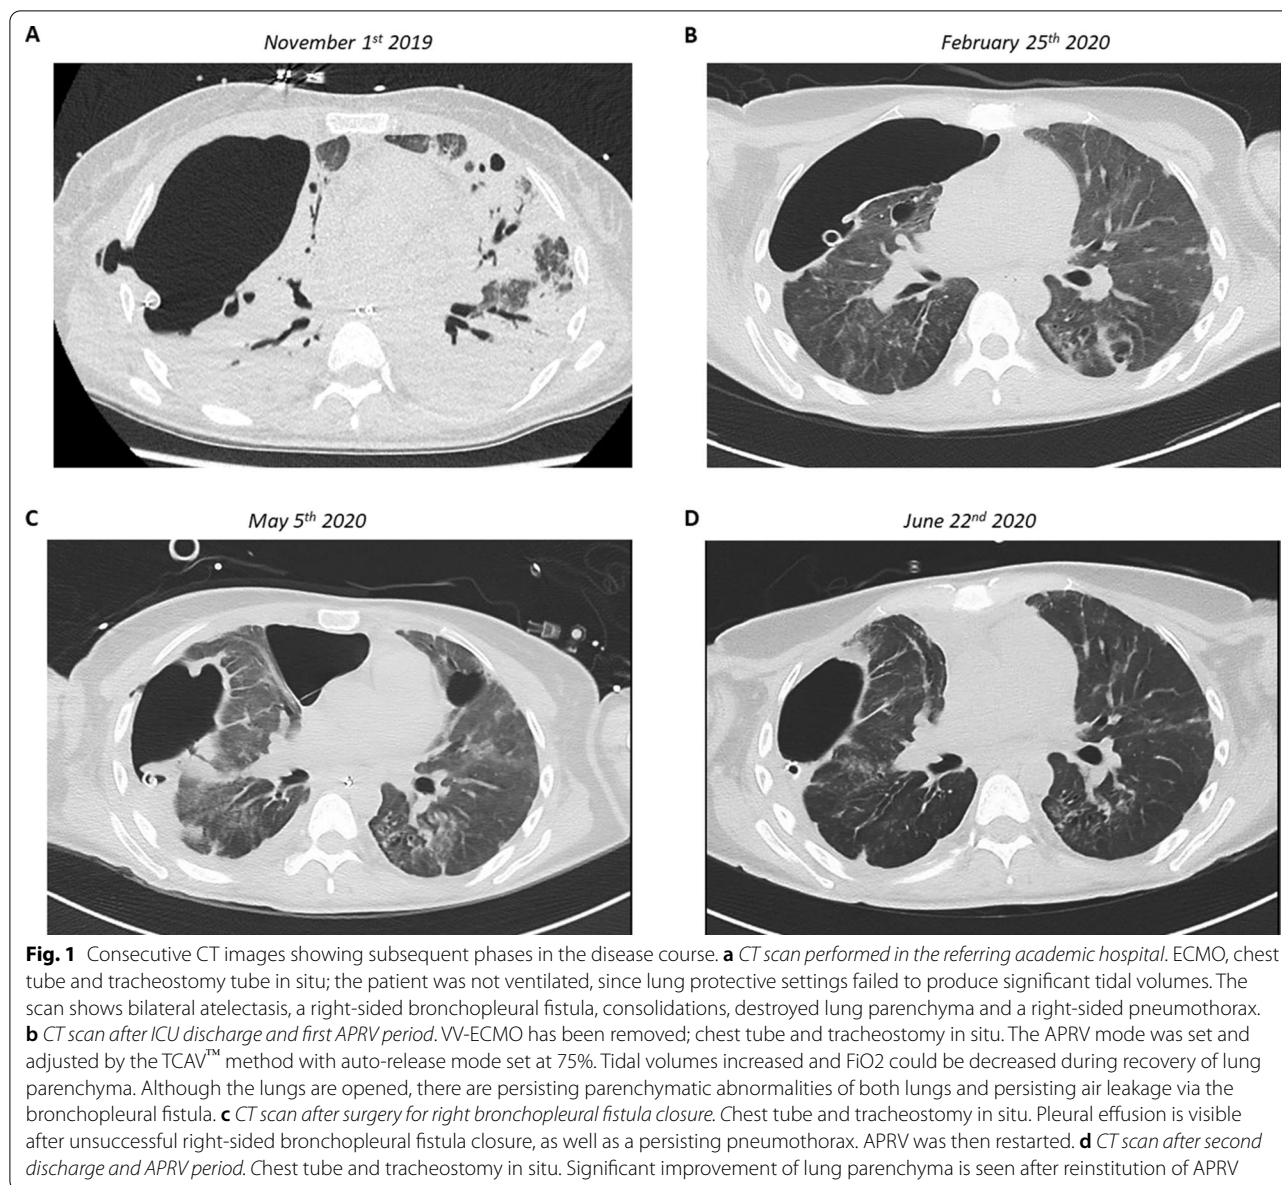 A
November 1st 2019
B
February 25th 2020
C
May 5th 2020
D
June 22nd 2020
Fig. 1 Consecutive CT images showing subsequent phases in the disease course. a CT scan performed in the referring academic hospital. ECMO, chest
tube and tracheostomy tube in situ; the patient was not ventilated, since lung protective settings failed to produce significant tidal volumes. The
scan shows bilateral atelectasis, a right-sided bronchopleural fistula, consolidations, destroyed lung parenchyma and a right-sided pneumothorax.
b CT scan after ICU discharge and first APRV period. VV-ECMO has been removed; chest tube and tracheostomy in situ. The APRV mode was set and
adjusted by the TCAV™ method with auto-release mode set at 75%. Tidal volumes increased and FiO2 could be decreased during recovery of lung
parenchyma. Although the lungs are opened, there are persisting parenchymatic abnormalities of both lungs and persisting air leakage via the
bronchopleural fistula. c CT scan after surgery for right bronchopleural fistula closure. Chest tube and tracheostomy in situ. Pleural effusion is visible
after unsuccessful right-sided bronchopleural fistula closure, as well as a persisting pneumothorax. APRV was then restarted. d CT scan after second
discharge and APRV period. Chest tube and tracheostomy in situ. Significant improvement of lung parenchyma is seen after reinstitution of APRV